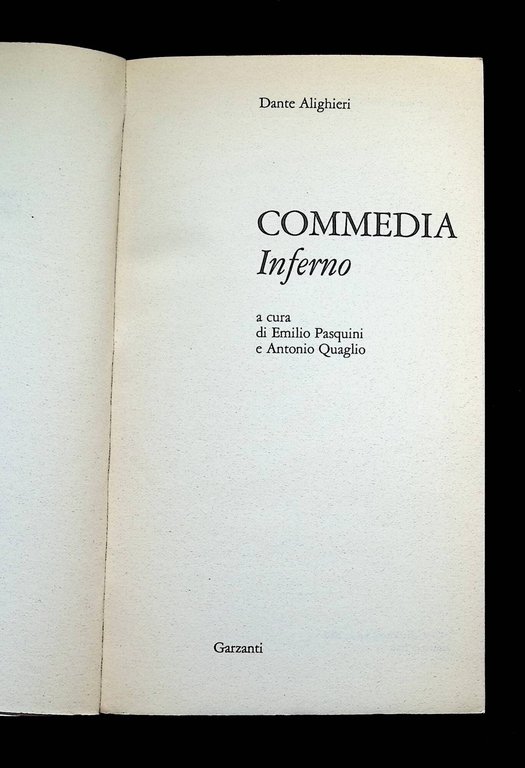 Dante Alighieri
COMMEDIA
Inferno
a cura
di Emilio Pasquini
e Antonio Quaglio
Garzanti